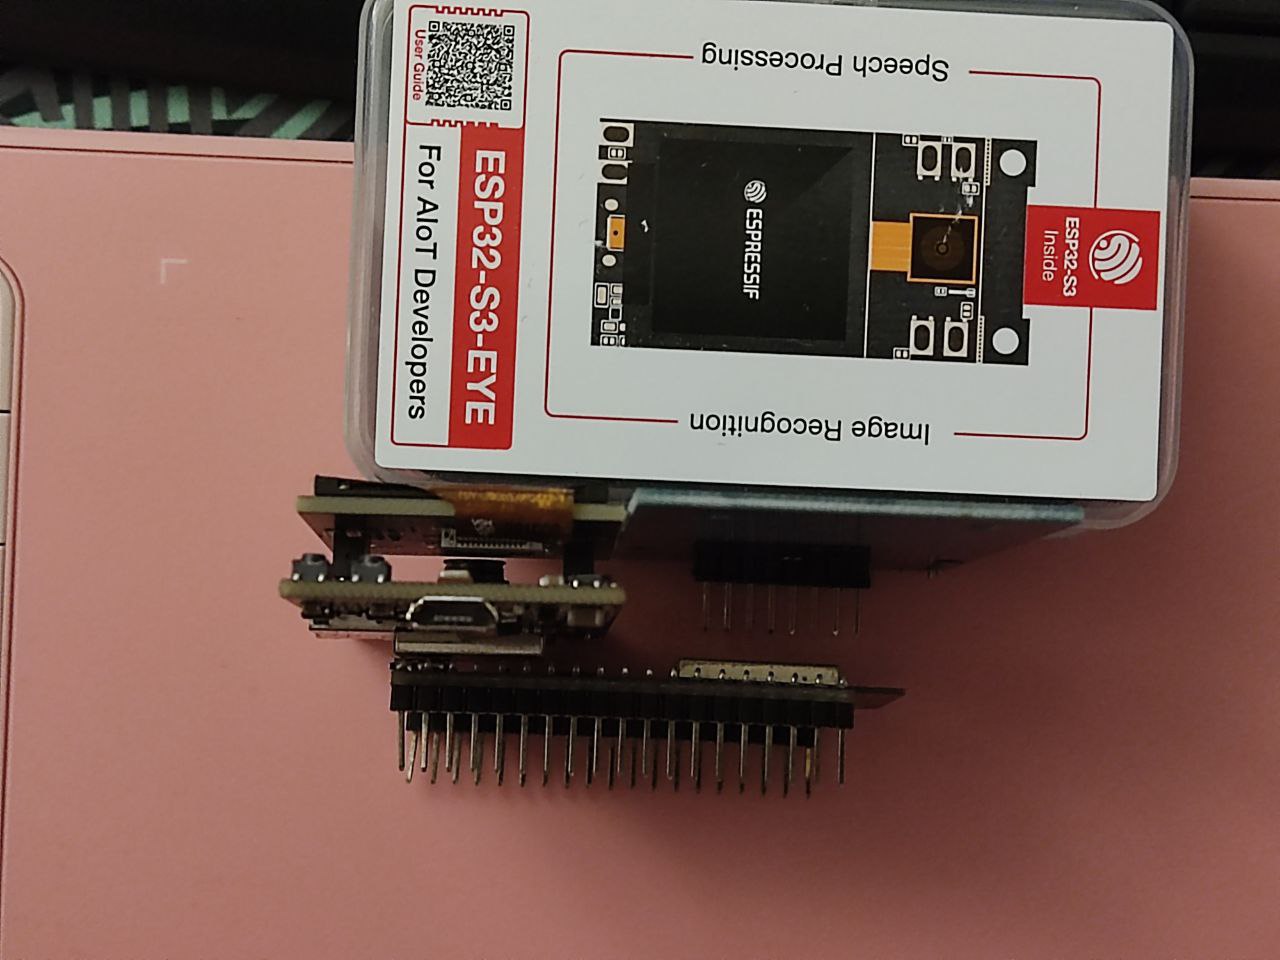 User Guide
ESP32-S3-EYE
For AIoT Developers
Speech Processing
ESPRESSIF
ESP32-S3
Inside
Image Recognition